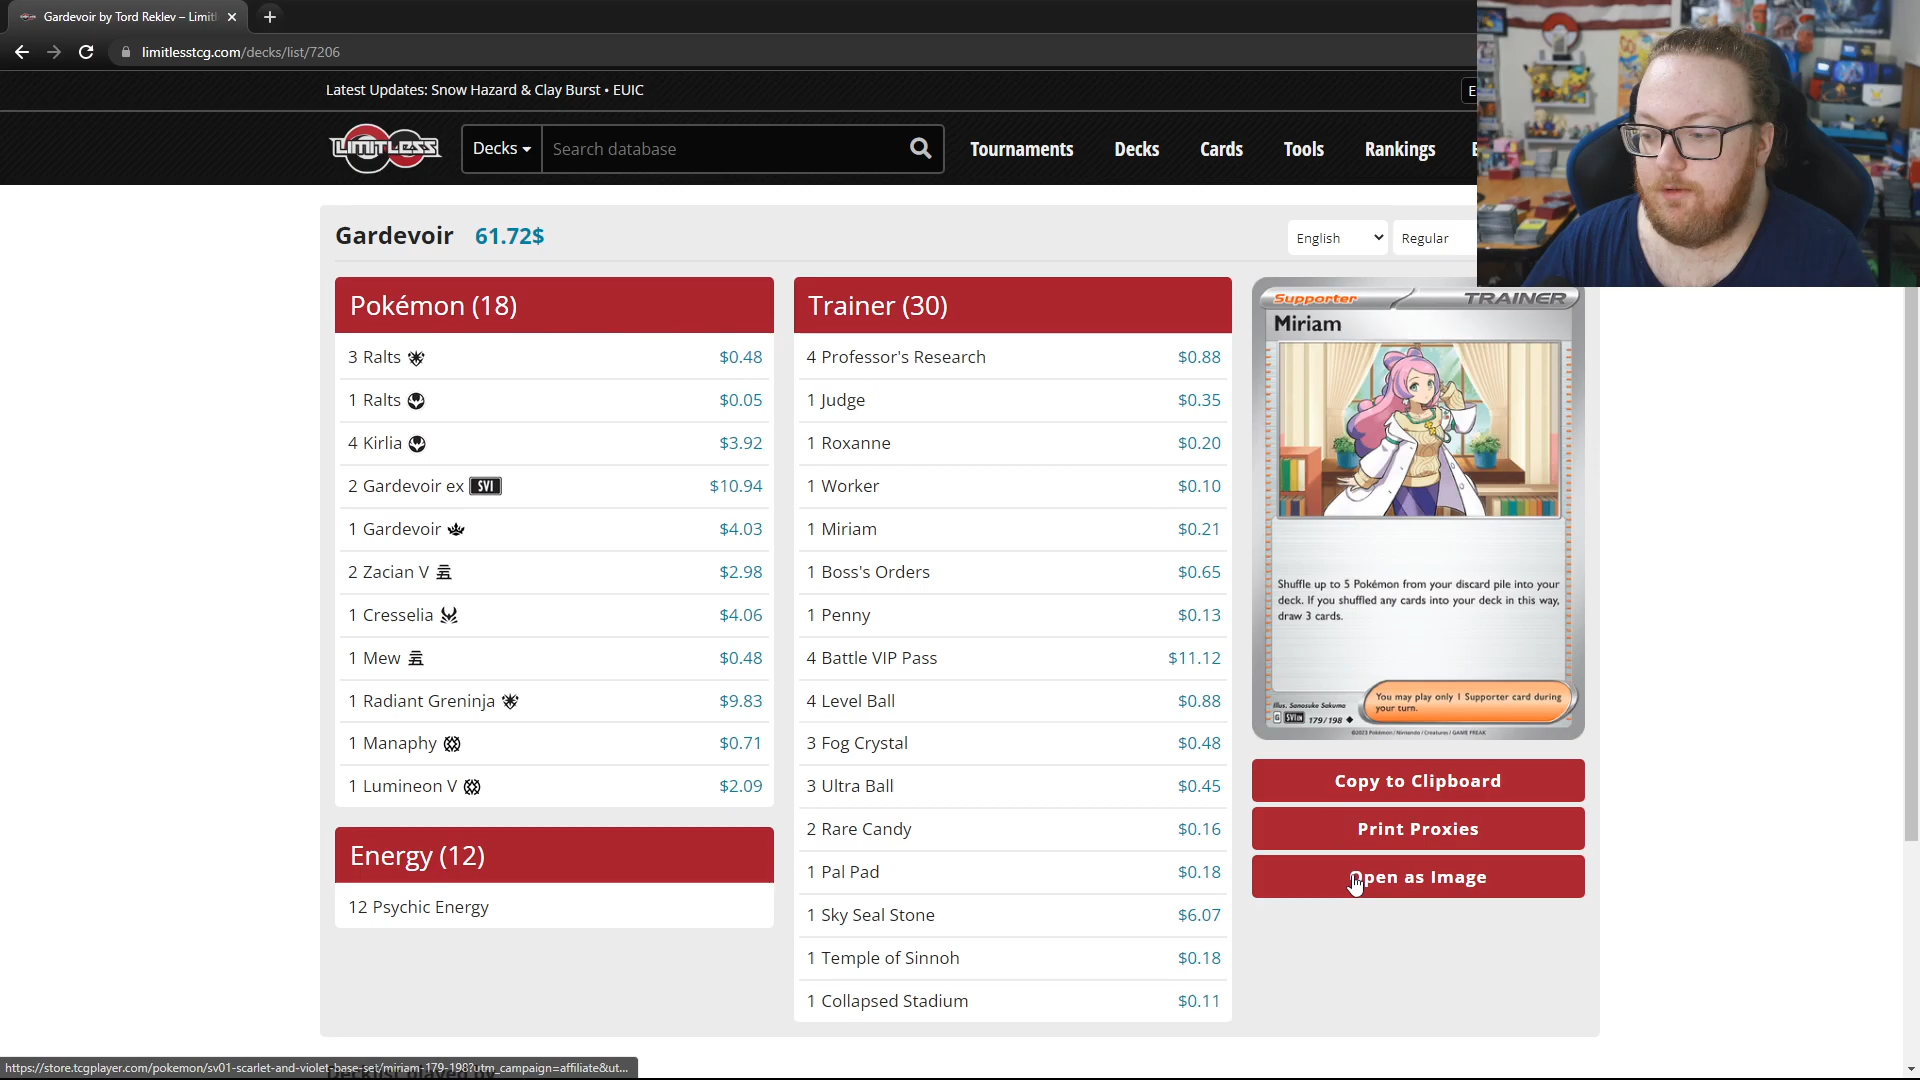 Gardevoir by Tord Reklev – Limitl
limitlesstcg.com/decks/list/7206
Latest Updates: Snow Hazard & Clay Burst • EUIC
LIMITLESS
Decks
Search database
Tournaments
Decks
Cards
Tools
Rankings
Gardevoir 61.72$
English
Regular
Pokémon (18)
3 Ralts $0.48
1 Ralts $0.05
4 Kirlia $3.92
2 Gardevoir ex SVI $10.94
1 Gardevoir $4.03
2 Zacian V $2.98
1 Cresselia $4.06
1 Mew $0.48
1 Radiant Greninja $9.83
1 Manaphy $0.71
1 Lumineon V $2.09
Energy (12)
12 Psychic Energy
Trainer (30)
4 Professor's Research $0.88
1 Judge $0.35
1 Roxanne $0.20
1 Worker $0.10
1 Miriam $0.21
1 Boss's Orders $0.65
1 Penny $0.13
4 Battle VIP Pass $11.12
4 Level Ball $0.88
3 Fog Crystal $0.48
3 Ultra Ball $0.45
2 Rare Candy $0.16
1 Pal Pad $0.18
1 Sky Seal Stone $6.07
1 Temple of Sinnoh $0.18
1 Collapsed Stadium $0.11
Supporter TRAINER
Miriam
Shuffle up to 5 Pokémon from your discard pile into your
deck. If you shuffled any cards into your deck in this way,
draw 3 cards.
You may play only 1 Supporter card during
your turn.
Illus. Sanosuke Sakuma
G SVI EN 179/198
©2023 Pokémon / Nintendo / Creatures / GAME FREAK
Copy to Clipboard
Print Proxies
Open as Image
https://store.tcgplayer.com/pokemon/sv01-scarlet-and-violet-base-set/miriam-179-198?utm_campaign=affiliate&ut...